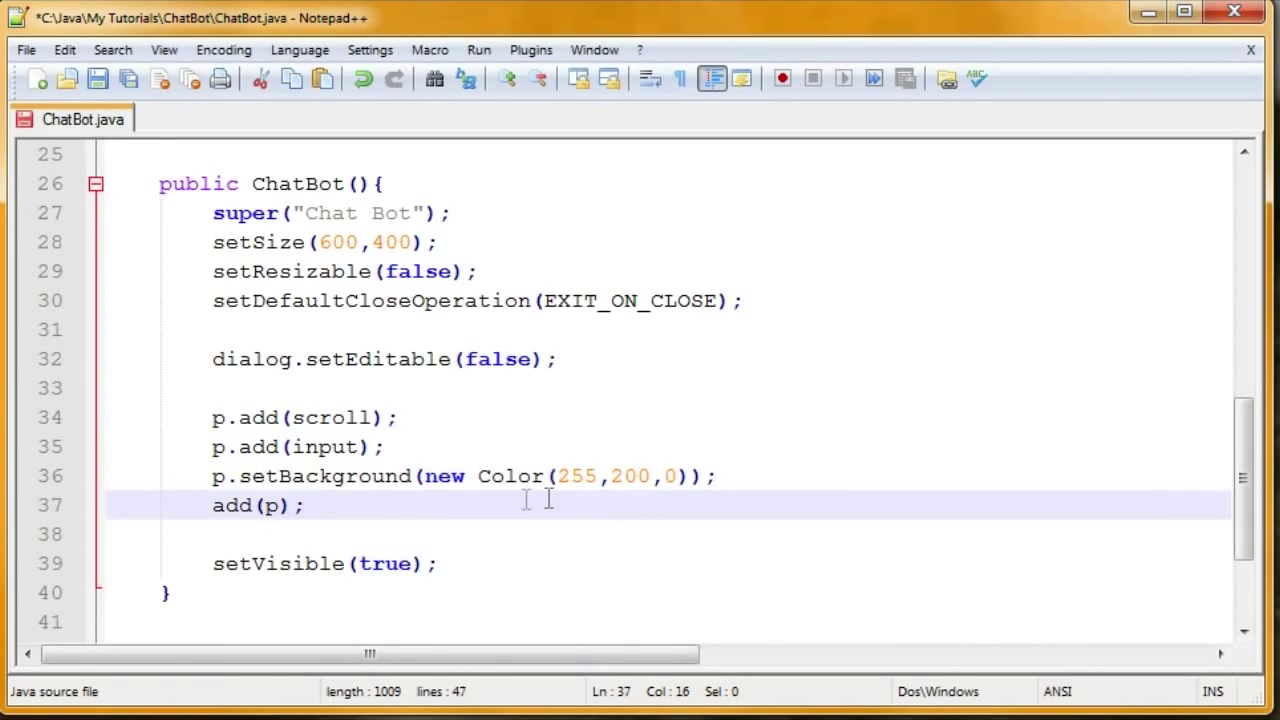 *C:\Java\My Tutorials\ChatBot\ChatBot.java - Notepad++
File Edit Search View Encoding Language Settings Macro Run Plugins Window ? X
ChatBot.java
25
26 public ChatBot(){
27 super("Chat Bot");
28 setSize(600,400);
29 setResizable(false);
30 setDefaultCloseOperation(EXIT_ON_CLOSE);
31
32 dialog.setEditable(false);
33
34 p.add(scroll);
35 p.add(input);
36 p.setBackground(new Color(255,200,0));
37 add(p);
38
39 setVisible(true);
40 }
41
Java source file length : 1009 lines : 47 Ln : 37 Col : 16 Sel : 0 Dos\Windows ANSI INS